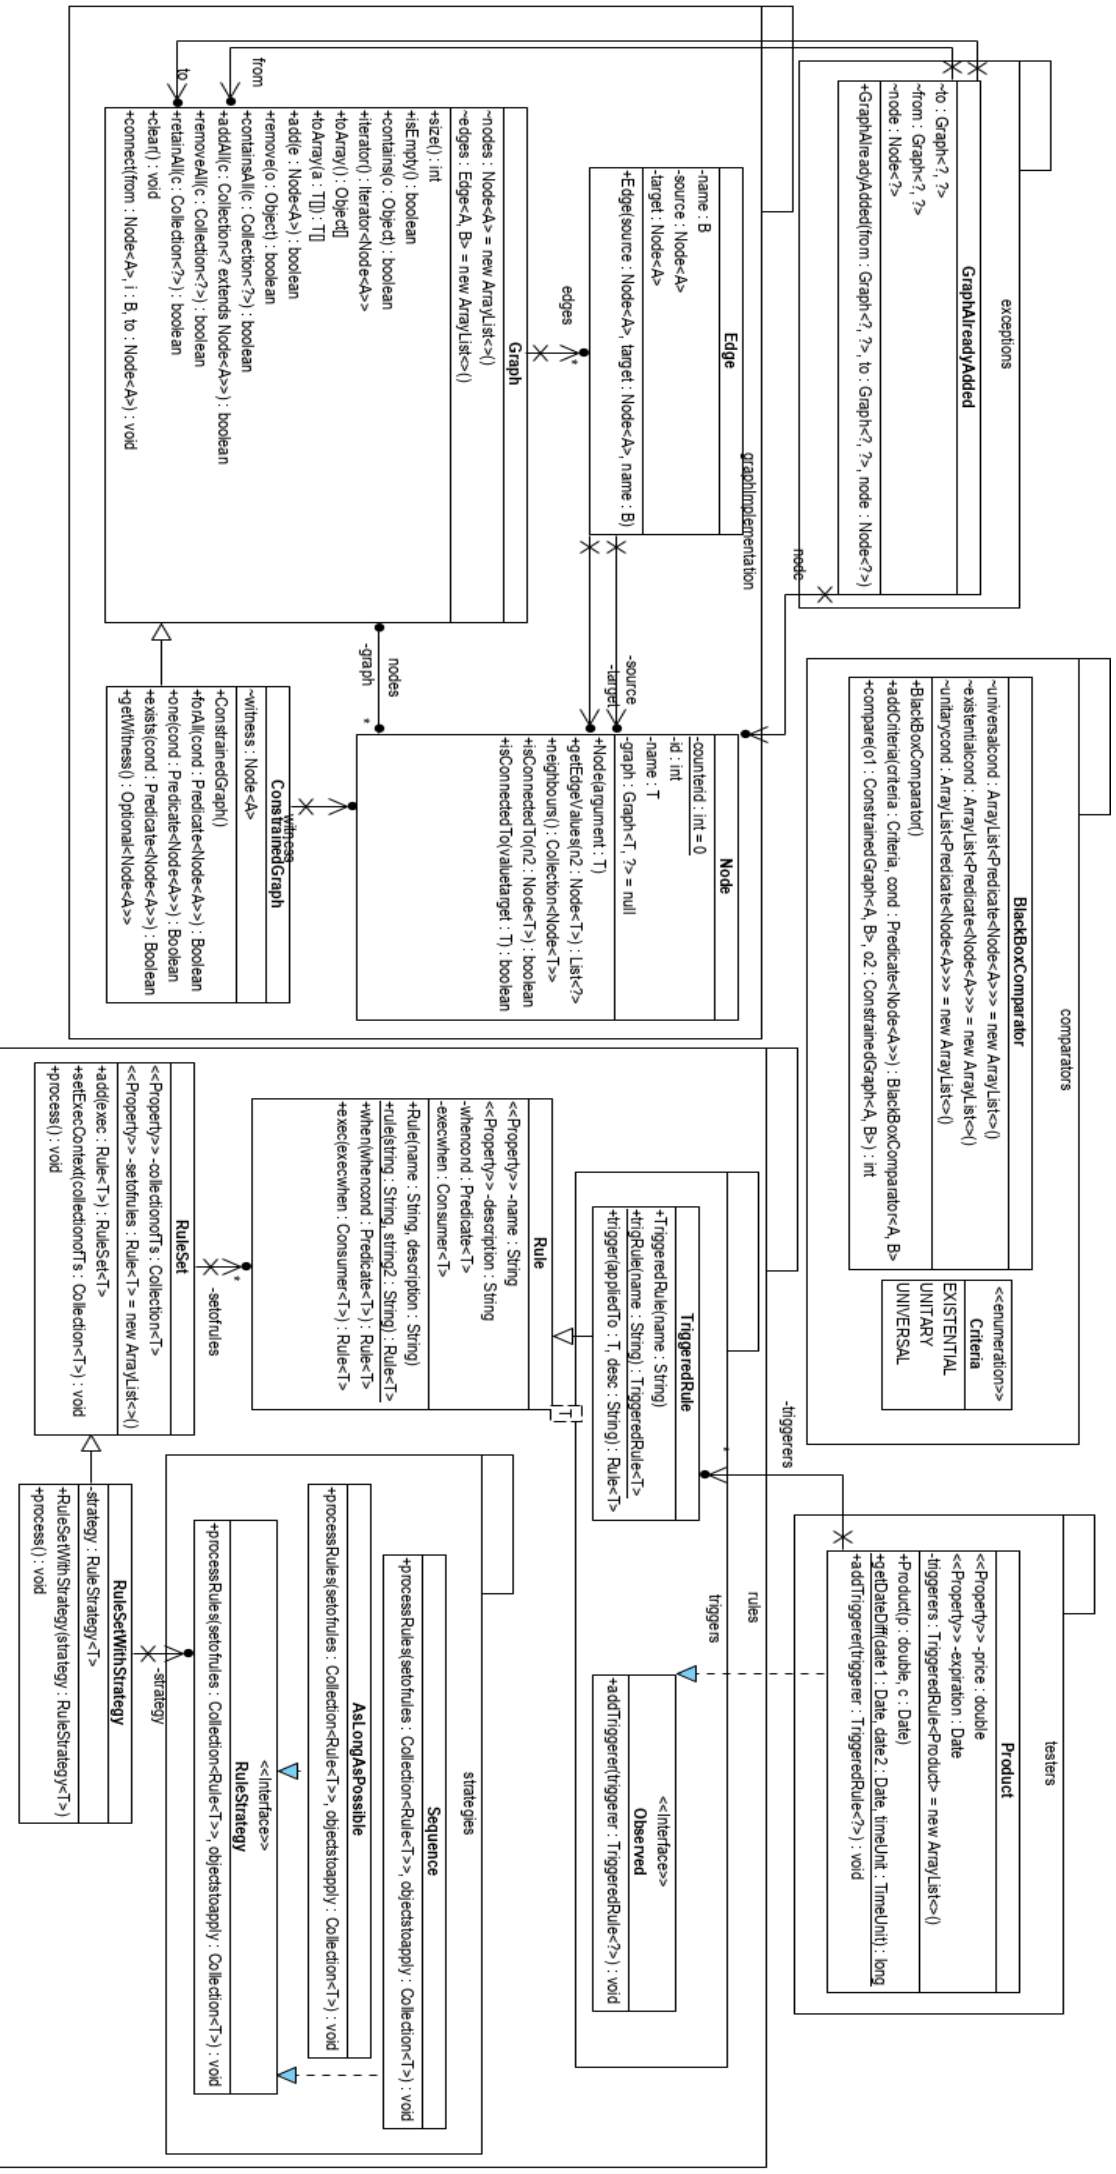 exceptions
GraphAlreadyAdded
~to : Graph<?, ?>
~from : Graph<?, ?>
~node : Node<?>
+GraphAlreadyAdded(from : Graph<?, ?>, to : Graph<?, ?>, node : Node<?>)
node
comparators
BlackBoxComparator
~universalcond : ArrayList<Predicate<Node<A>>> = new ArrayList<>()
~existentialcond : ArrayList<Predicate<Node<A>>> = new ArrayList<>()
~unitarycond : ArrayList<Predicate<Node<A>>> = new ArrayList<>()
+BlackBoxComparator()
+addCriteria(criteria : Criteria, cond : Predicate<Node<A>>) : BlackBoxComparator<A, B>
+compare(o1 : ConstrainedGraph<A, B>, o2 : ConstrainedGraph<A, B>) : int
<<enumeration>>
Criteria
EXISTENTIAL
UNITARY
UNIVERSAL
testers
Product
<<Property>> -price : double
<<Property>> -expiration : Date
-triggerers : TriggeredRule<Product> = new ArrayList<>()
+Product(p : double, c : Date)
+getDateDiff(date1 : Date, date2 : Date, timeUnit : TimeUnit) : long
+addTriggerer(triggerer : TriggeredRule<?>) : void
-triggerers
*
graphImplementation
Edge
-name : B
-source : Node<A>
-target : Node<A>
+Edge(source : Node<A>, target : Node<A>, name : B)
-source
-target
edges
*
Graph
~nodes : Node<A> = new ArrayList<>()
~edges : Edge<A, B> = new ArrayList<>()
+size() : int
+isEmpty() : boolean
+contains(o : Object) : boolean
+iterator() : Iterator<Node<A>>
+toArray() : Object[]
+toArray(a : T[]) : T[]
+add(e : Node<A>) : boolean
+remove(o : Object) : boolean
+containsAll(c : Collection<?>) : boolean
+addAll(c : Collection<? extends Node<A>>) : boolean
+removeAll(c : Collection<?>) : boolean
+retainAll(c : Collection<?>) : boolean
+clear() : void
+connect(from : Node<A>, i : B, to : Node<A>) : void
from
to
nodes
-graph
*
Node
-counterid : int = 0
-id : int
-name : T
-graph : Graph<T, ?> = null
+Node(argument : T)
+getEdgeValues(n2 : Node<T>) : List<?>
+neighbours() : Collection<Node<T>>
+isConnectedTo(n2 : Node<T>) : boolean
+isConnectedTo(valuetarget : T) : boolean
witness
ConstrainedGraph
~witness : Node<A>
+ConstrainedGraph()
+forAll(cond : Predicate<Node<A>>) : Boolean
+one(cond : Predicate<Node<A>>) : Boolean
+exists(cond : Predicate<Node<A>>) : Boolean
+getWitness() : Optional<Node<A>>
rules
triggers
TriggeredRule
+TriggeredRule(name : String)
+trigRule(name : String) : TriggeredRule<T>
+trigger(appliedTo : T, desc : String) : Rule<T>
<<Interface>>
Observed
+addTriggerer(triggerer : TriggeredRule<?>) : void
T
Rule
<<Property>> -name : String
<<Property>> -description : String
-whencond : Predicate<T>
-execwhen : Consumer<T>
+Rule(name : String, description : String)
+rule(string : String, string2 : String) : Rule<T>
+when(whencond : Predicate<T>) : Rule<T>
+exec(execwhen : Consumer<T>) : Rule<T>
*
-setofrules
RuleSet
<<Property>> -collectionofTs : Collection<T>
<<Property>> -setofrules : Rule<T> = new ArrayList<>()
+add(exec : Rule<T>) : RuleSet<T>
+setExecContext(collectionofTs : Collection<T>) : void
+process() : void
strategies
Sequence
+processRules(setofrules : Collection<Rule<T>>, objectstoapply : Collection<T>) : void
AsLongAsPossible
+processRules(setofrules : Collection<Rule<T>>, objectstoapply : Collection<T>) : void
<<Interface>>
RuleStrategy
+processRules(setofrules : Collection<Rule<T>>, objectstoapply : Collection<T>) : void
-strategy
RuleSetWithStrategy
-strategy : RuleStrategy<T>
+RuleSetWithStrategy(strategy : RuleStrategy<T>)
+process() : void